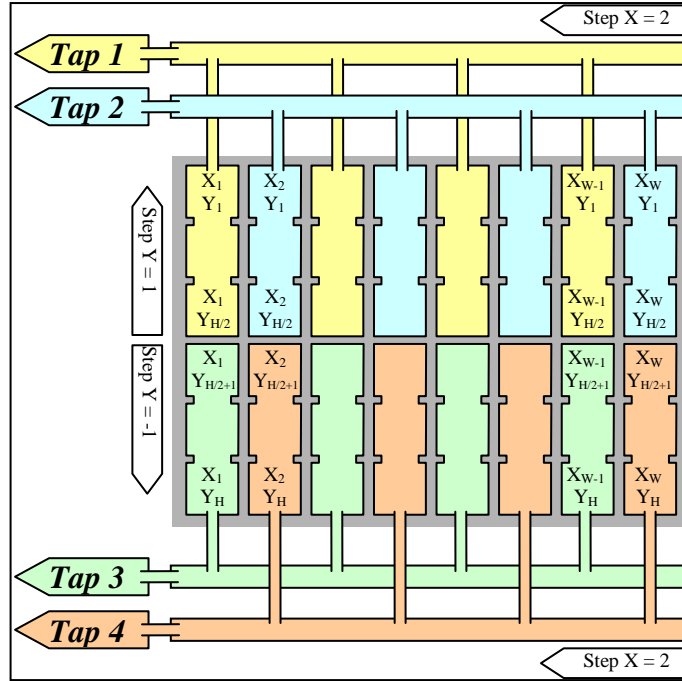 Step X = 2
Tap 1
Tap 2
X1 X2 XW-1 XW
Y1 Y1 Y1 Y1
Step Y = 1
X1 X2 XW-1 XW
YH/2 YH/2 YH/2 YH/2
X1 X2 XW-1 XW
YH/2+1 YH/2+1 YH/2+1 YH/2+1
Step Y = -1
X1 X2 XW-1 XW
YH YH YH YH
Tap 3
Tap 4
Step X = 2